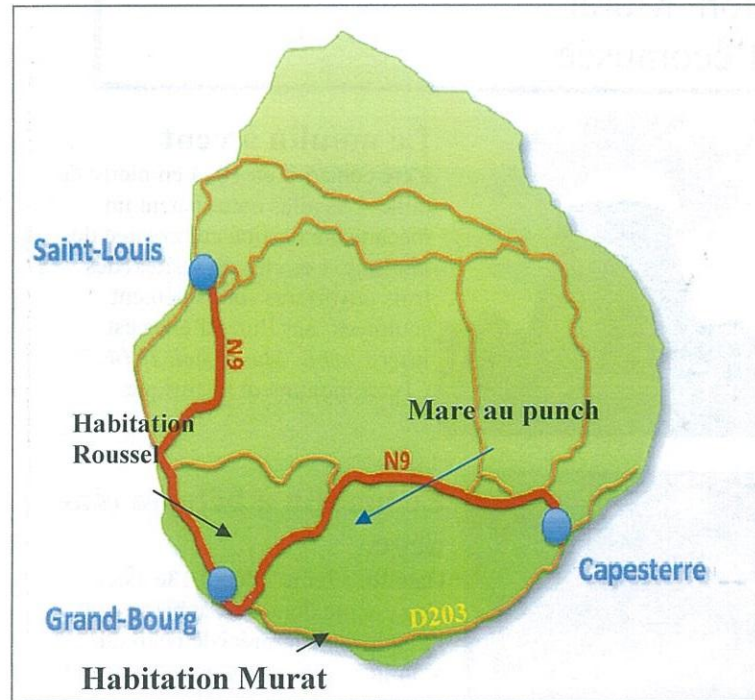 Saint-Louis
N9
Habitation
Roussel
Mare au punch
N9
Capesterre
Grand-Bourg
D203
Habitation Murat